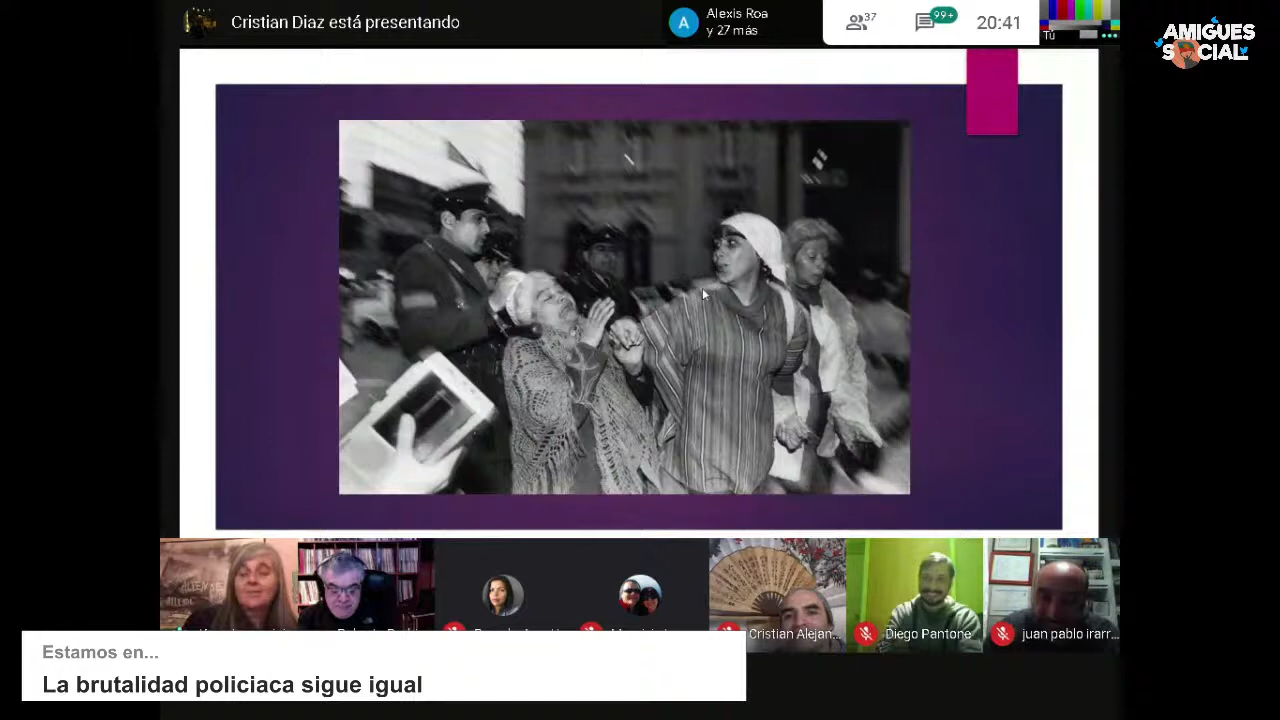 Cristian Diaz está presentando
A
Alexis Roa
y 27 más
37
99+
20:41
Tú
AMIGUES
SOCIAL
Cristian Alejan...
Diego Pantone
juan pablo irarr...
Estamos en...
La brutalidad policiaca sigue igual